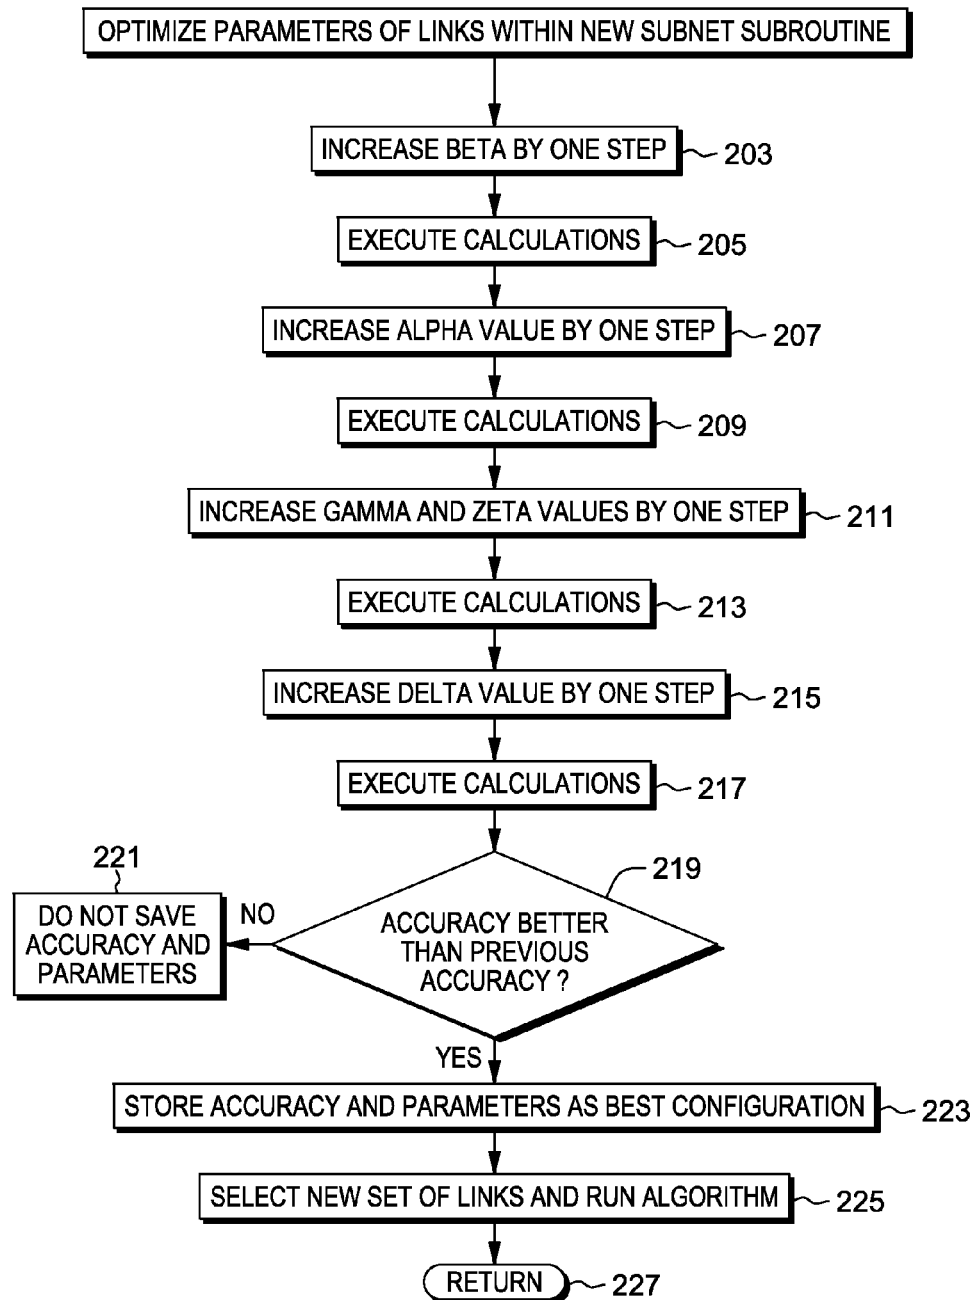 OPTIMIZE PARAMETERS OF LINKS WITHIN NEW SUBNET SUBROUTINE
INCREASE BETA BY ONE STEP
203
EXECUTE CALCULATIONS
205
INCREASE ALPHA VALUE BY ONE STEP
207
EXECUTE CALCULATIONS
209
INCREASE GAMMA AND ZETA VALUES BY ONE STEP
211
EXECUTE CALCULATIONS
213
INCREASE DELTA VALUE BY ONE STEP
215
EXECUTE CALCULATIONS
217
219
ACCURACY BETTER
THAN PREVIOUS
ACCURACY ?
NO
221
DO NOT SAVE
ACCURACY AND
PARAMETERS
YES
STORE ACCURACY AND PARAMETERS AS BEST CONFIGURATION
223
SELECT NEW SET OF LINKS AND RUN ALGORITHM
225
RETURN
227